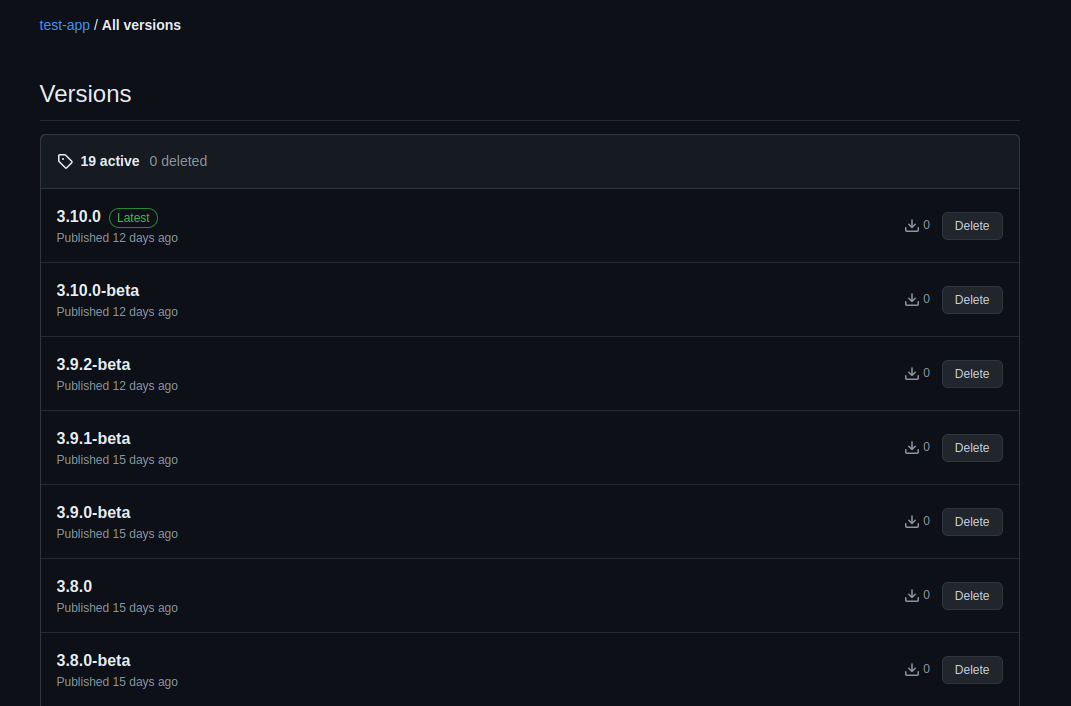 test-app / All versions
Versions
19 active 0 deleted
3.10.0 Latest
Published 12 days ago
0 Delete
3.10.0-beta
Published 12 days ago
0 Delete
3.9.2-beta
Published 12 days ago
0 Delete
3.9.1-beta
Published 15 days ago
0 Delete
3.9.0-beta
Published 15 days ago
0 Delete
3.8.0
Published 15 days ago
0 Delete
3.8.0-beta
Published 15 days ago
0 Delete